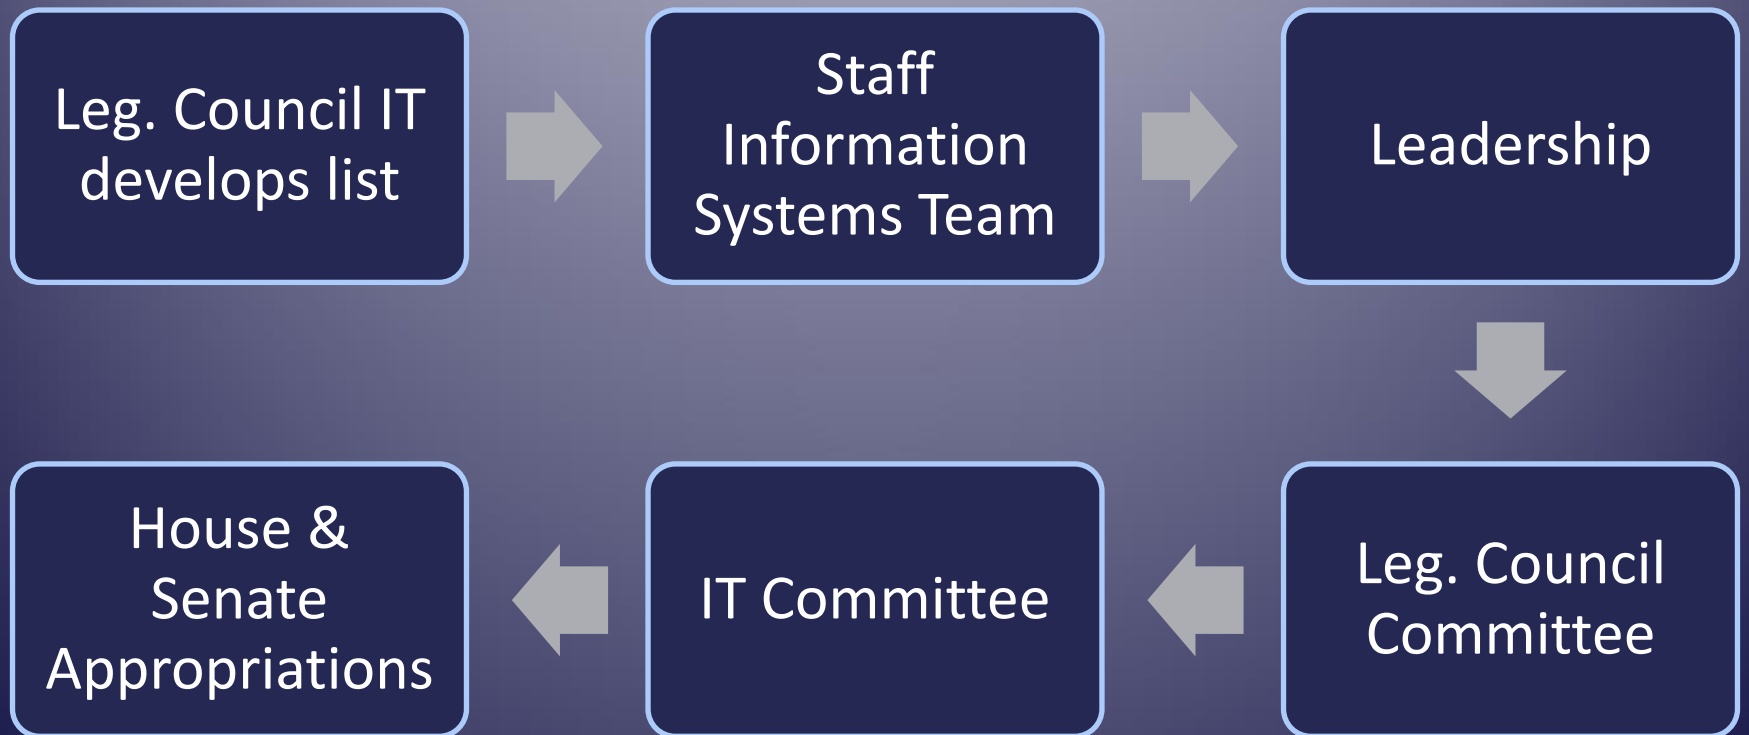 Leg. Council IT
develops list
Staff
Information
Systems Team
Leadership
Leg. Council
Committee
IT Committee
House &
Senate
Appropriations